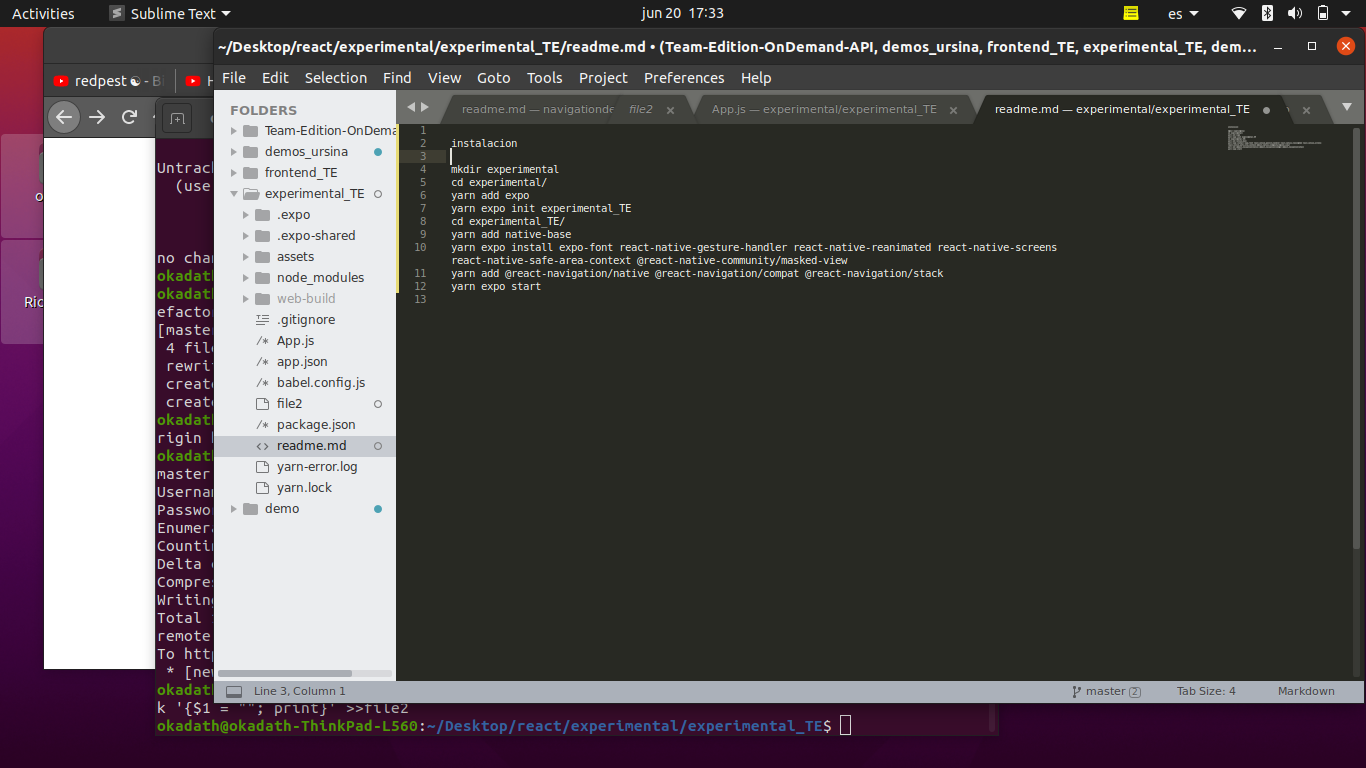 Activities
Sublime Text
jun 20 17:33
es
~/Desktop/react/experimental/experimental_TE/readme.md • (Team-Edition-OnDemand-API, demos_ursina, frontend_TE, experimental_TE, dem…
File Edit Selection Find View Goto Tools Project Preferences Help
redpest ☯ - B
FOLDERS
Team-Edition-OnDema
demos_ursina
frontend_TE
experimental_TE
.expo
.expo-shared
assets
node_modules
web-build
.gitignore
App.js
app.json
babel.config.js
file2
package.json
readme.md
yarn-error.log
yarn.lock
demo
readme.md — navigationde
file2
App.js — experimental/experimental_TE
readme.md — experimental/experimental_TE
1
2 instalacion
3
4 mkdir experimental
5 cd experimental/
6 yarn add expo
7 yarn expo init experimental_TE
8 cd experimental_TE/
9 yarn add native-base
10 yarn expo install expo-font react-native-gesture-handler react-native-reanimated react-native-screens
react-native-safe-area-context @react-native-community/masked-view
11 yarn add @react-navigation/native @react-navigation/compat @react-navigation/stack
12 yarn expo start
13
Line 3, Column 1
master 2
Tab Size: 4
Markdown
Untrack
(use
no chan
okadath
okadath
efactor
[master
4 file
rewrit
create
create
okadath
rigin
okadath
master
Usernam
Passwor
Enumera
Countin
Delta
Compres
Writing
Total
remote
To http
* [new
okadath
k '{$1 = ""; print}' >>file2
okadath@okadath-ThinkPad-L560:~/Desktop/react/experimental/experimental_TE$
Ric